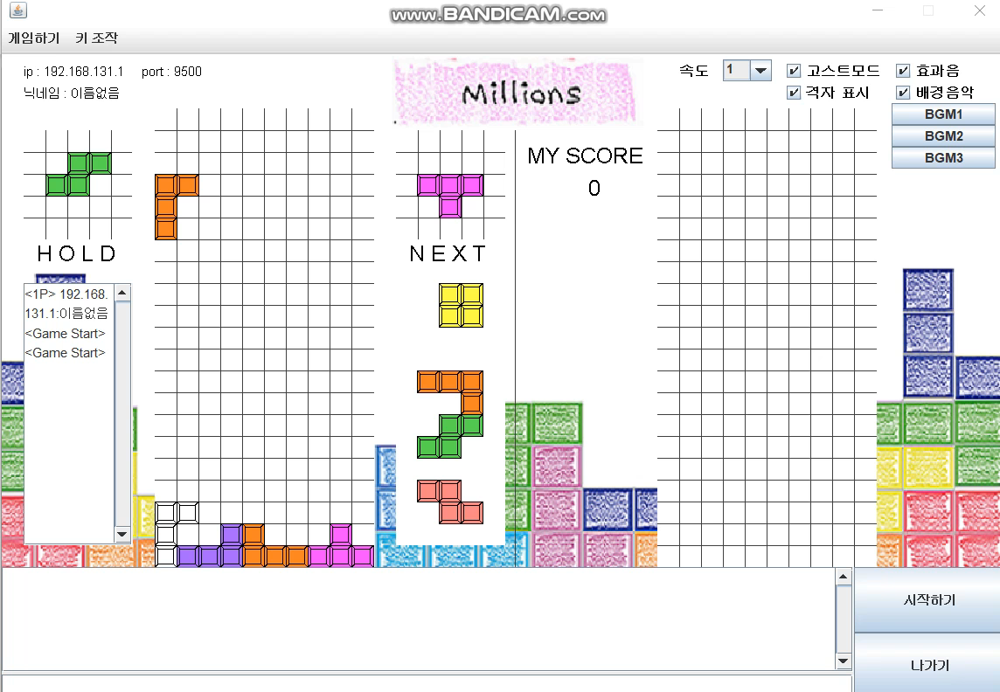 www.BANDICAM.com
게임하기 키 조작
ip : 192.168.131.1 port : 9500
닉네임 : 이름없음
Millions
속도 1
고스트모드 효과음
격자 표시 배경음악
BGM1
BGM2
BGM3
MY SCORE
0
HOLD
NEXT
<1P> 192.168.
131.1:이름없음
<Game Start>
<Game Start>
시작하기
나가기